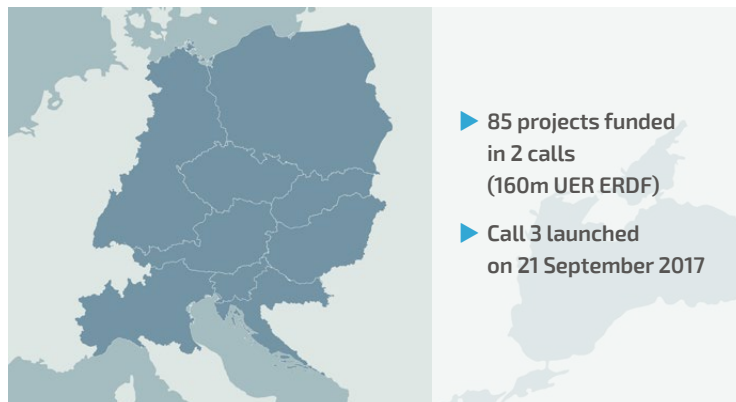 85 projects funded
in 2 calls
(160m UER ERDF)
Call 3 launched
on 21 September 2017